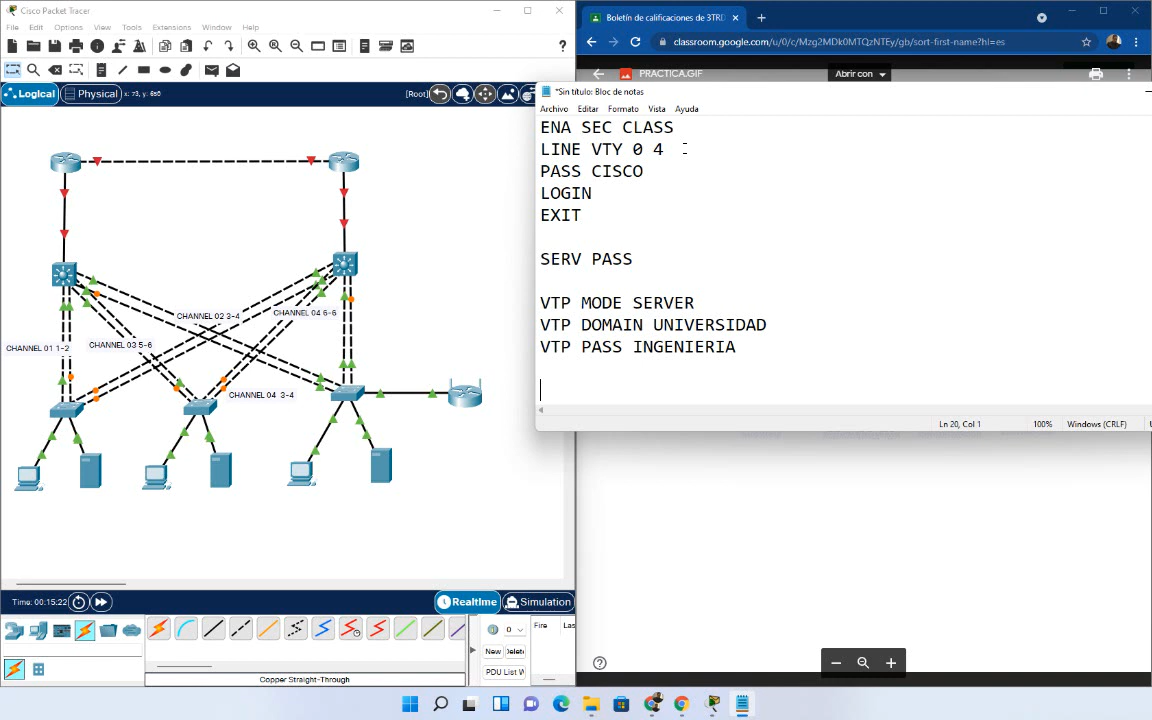 Cisco Packet Tracer
File Edit Options View Tools Extensions Window Help
?
Logical Physical x: 73, y: 650 [Root]
CHANNEL 02 3-4
CHANNEL 04 6-6
CHANNEL 01 1-2
CHANNEL 03 5-6
CHANNEL 04 3-4
Time: 00:15:22
Realtime Simulation
0 Fire Las
New
PDU List W
Copper Straight-Through
Boletín de calificaciones de 3TRI
classroom.google.com/u/0/c/Mzg2MDk0MTQzNTEy/gb/sort-first-name?hl=es
PRACTICA.GIF Abrir con
*Sin título: Bloc de notas
Archivo Editar Formato Vista Ayuda
ENA SEC CLASS
LINE VTY 0 4
PASS CISCO
LOGIN
EXIT
SERV PASS
VTP MODE SERVER
VTP DOMAIN UNIVERSIDAD
VTP PASS INGENIERIA
Ln 20, Col 1 100% Windows (CRLF)